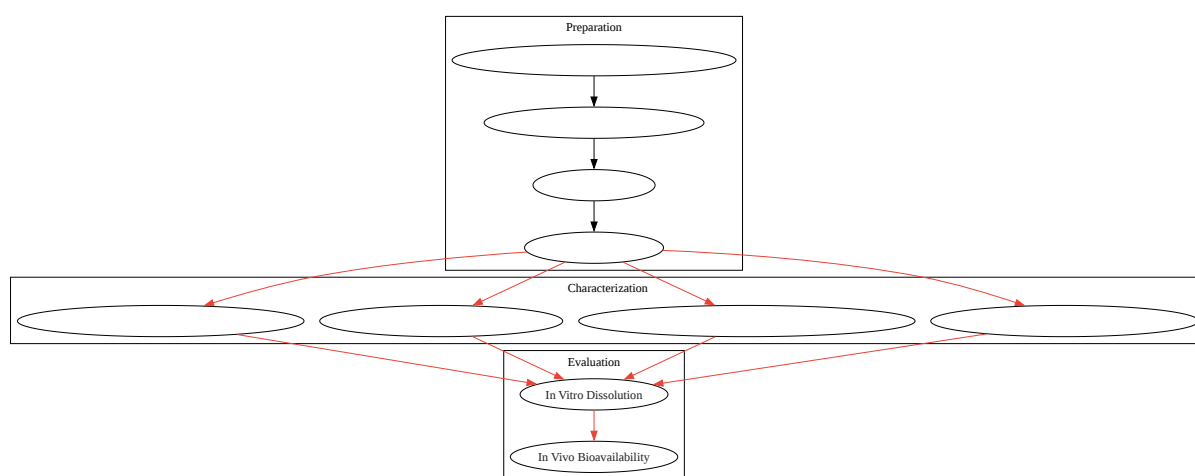 Preparation
Characterization
Evaluation
In Vitro Dissolution
In Vivo Bioavailability